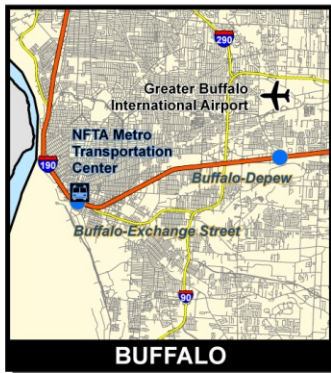 290
Greater Buffalo
International Airport
NFTA Metro
Transportation
Center
190
Buffalo-Depew
Buffalo-Exchange Street
90
BUFFALO